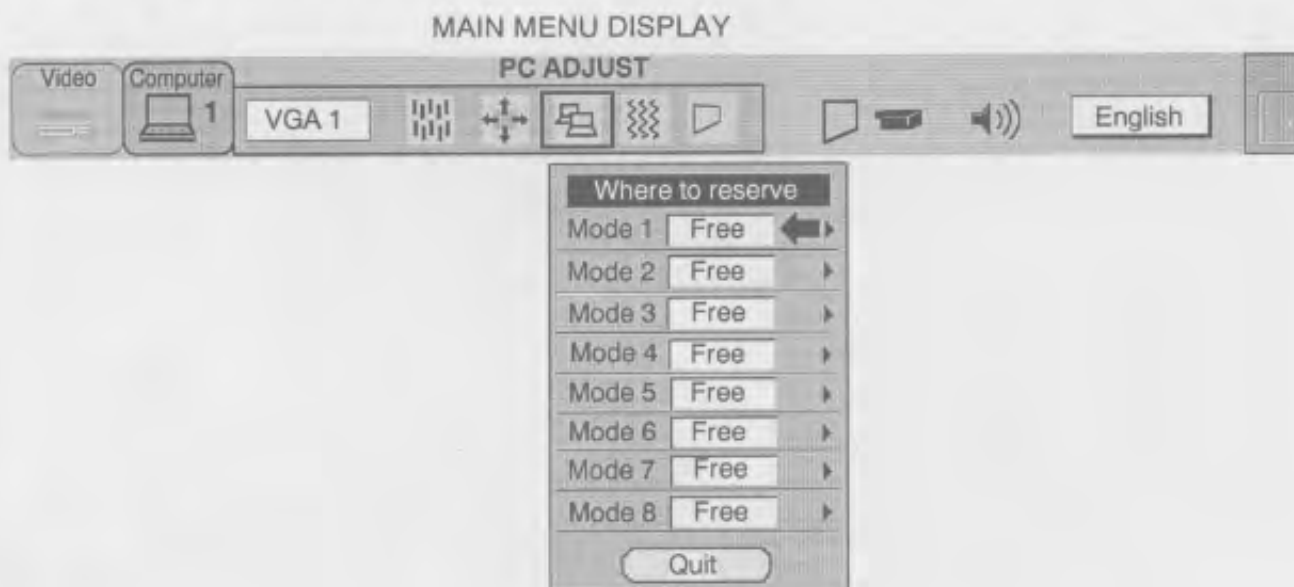 MAIN MENU DISPLAY
PC ADJUST
Video
Computer
1
VGA 1
English
Where to reserve
Mode 1 Free
Mode 2 Free
Mode 3 Free
Mode 4 Free
Mode 5 Free
Mode 6 Free
Mode 7 Free
Mode 8 Free
Quit